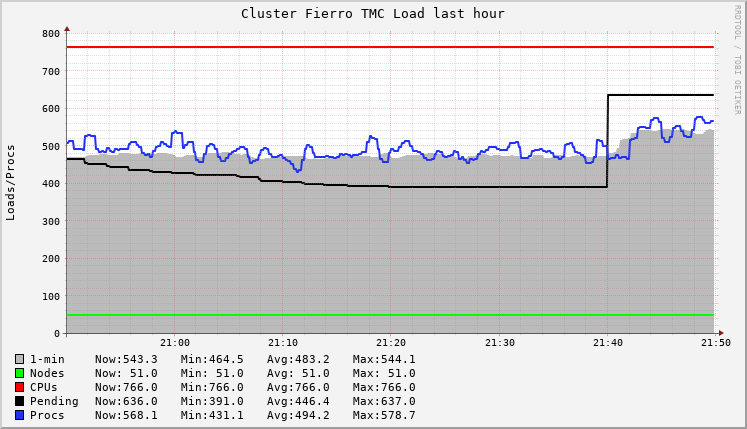 Cluster Fierro TMC Load last hour
RRDTOOL / TOBI OETIKER
Loads/Procs
800
700
600
500
400
300
200
100
0
21:00 21:10 21:20 21:30 21:40 21:50
1-min Now:543.3 Min:464.5 Avg:483.2 Max:544.1
Nodes Now: 51.0 Min: 51.0 Avg: 51.0 Max: 51.0
CPUs Now:766.0 Min:766.0 Avg:766.0 Max:766.0
Pending Now:636.0 Min:391.0 Avg:446.4 Max:637.0
Procs Now:568.1 Min:431.1 Avg:494.2 Max:578.7